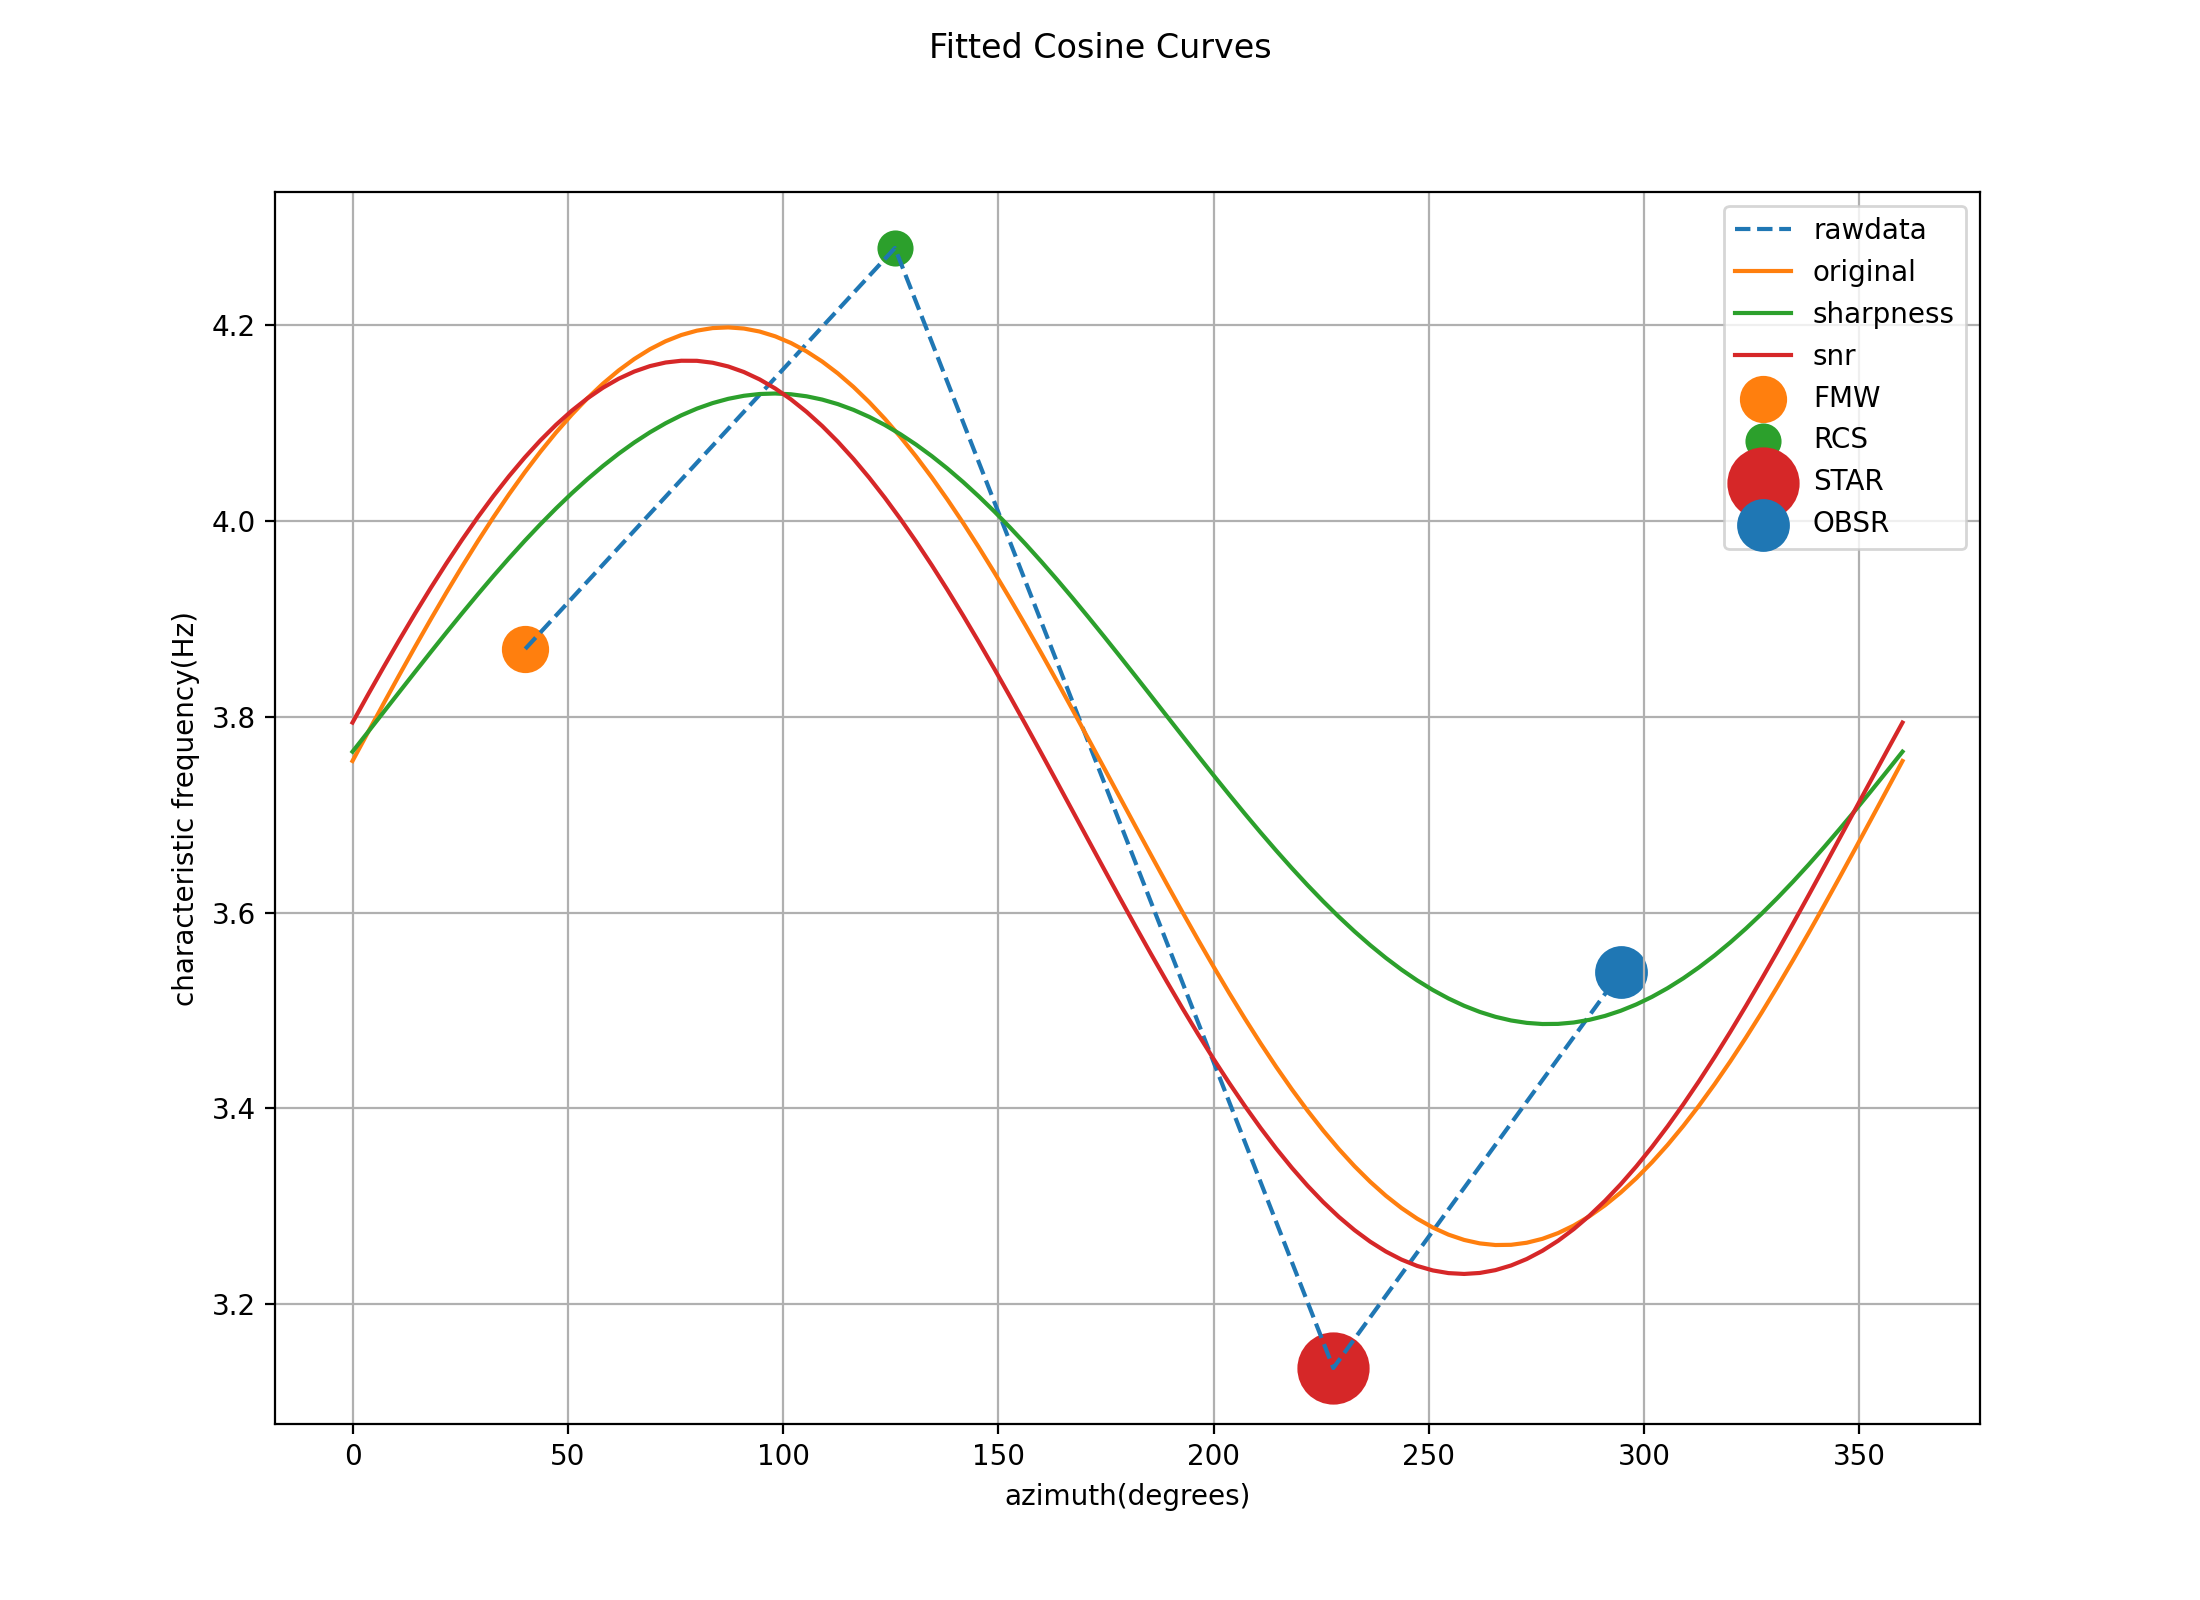 Fitted Cosine Curves
rawdata
original
sharpness
snr
FMW
RCS
STAR
OBSR
characteristic frequency(Hz)
4.2
4.0
3.8
3.6
3.4
3.2
0 50 100 150 200 250 300 350
azimuth(degrees)